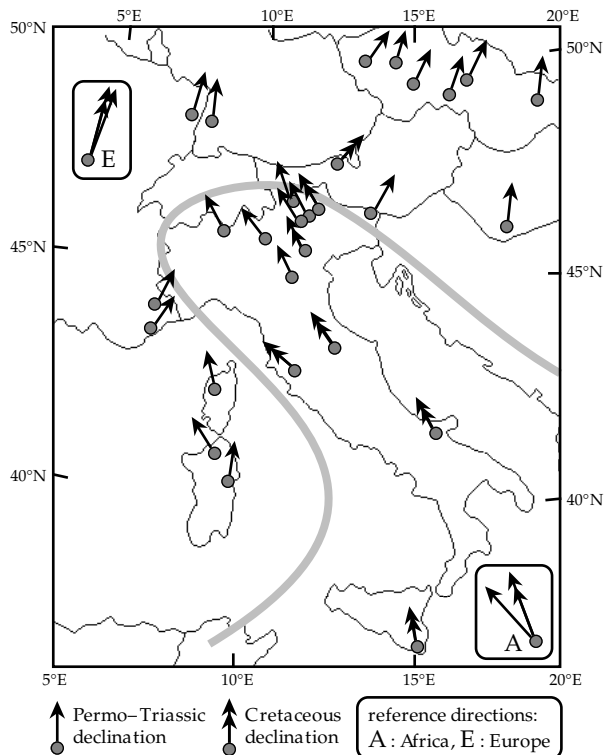 5°E 10°E 15°E 20°E
50°N 50°N
E
45°N 45°N
40°N 40°N
A
5°E 10°E 15°E 20°E
Permo–Triassic declination
Cretaceous declination
reference directions:
A : Africa, E : Europe